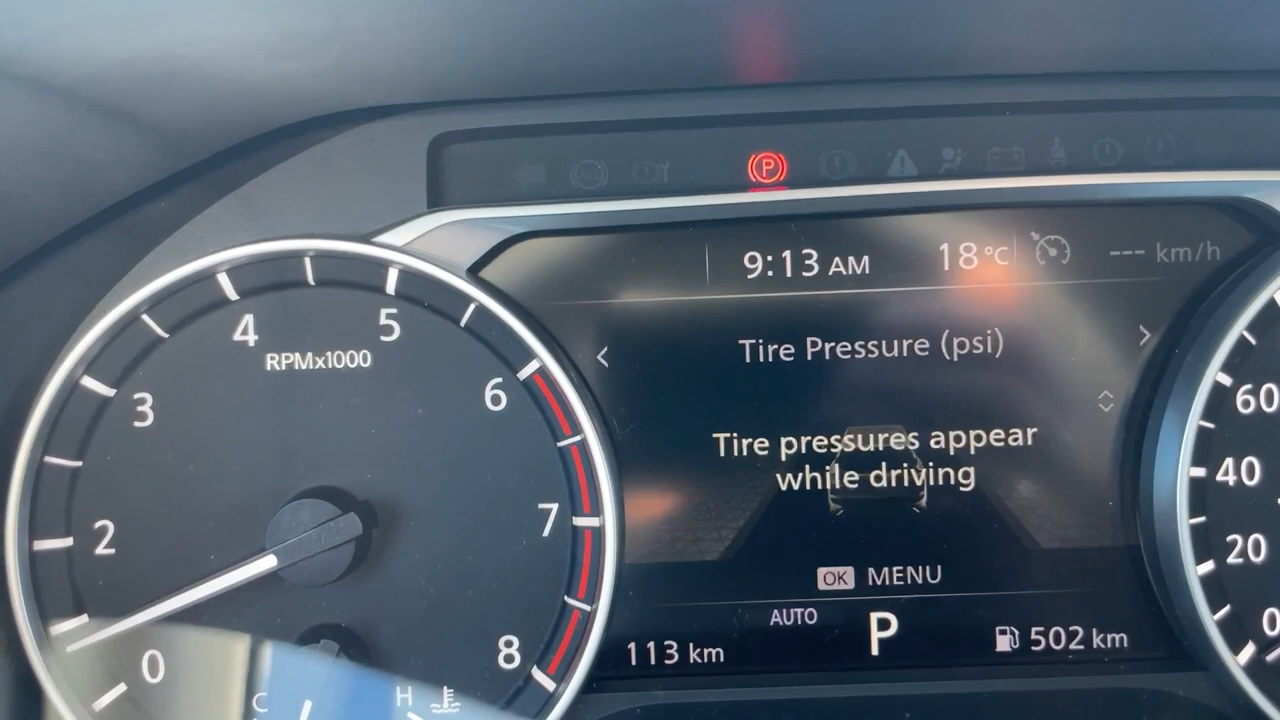 P
9:13 AM
18°C
--- km/h
Tire Pressure (psi)
Tire pressures appear
while driving
OK MENU
AUTO
P
113 km
502 km
4
5
RPMx1000
3
6
2
7
0
8
C
H
60
40
20
0